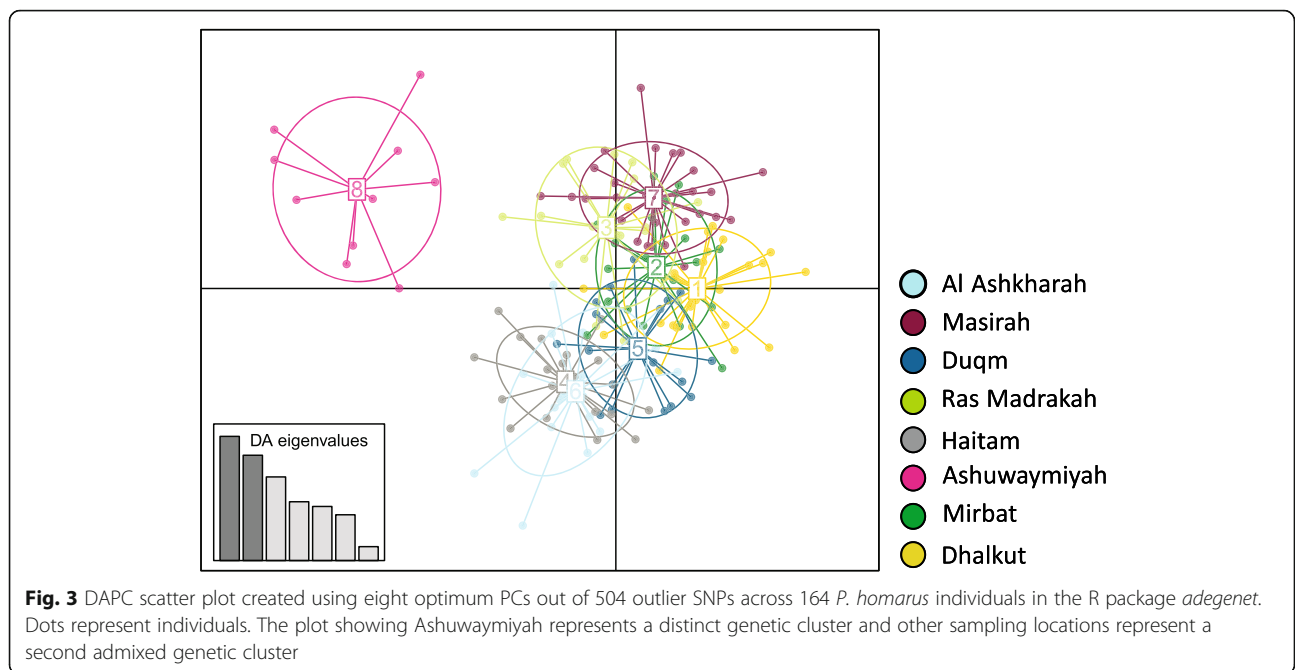 8
7
3
2
1
5
4
6
DA eigenvalues
Al Ashkharah
Masirah
Duqm
Ras Madrakah
Haitam
Ashuwaymiyah
Mirbat
Dhalkut
Fig. 3 DAPC scatter plot created using eight optimum PCs out of 504 outlier SNPs across 164 P. homarus individuals in the R package adegenet.
Dots represent individuals. The plot showing Ashuwaymiyah represents a distinct genetic cluster and other sampling locations represent a
second admixed genetic cluster